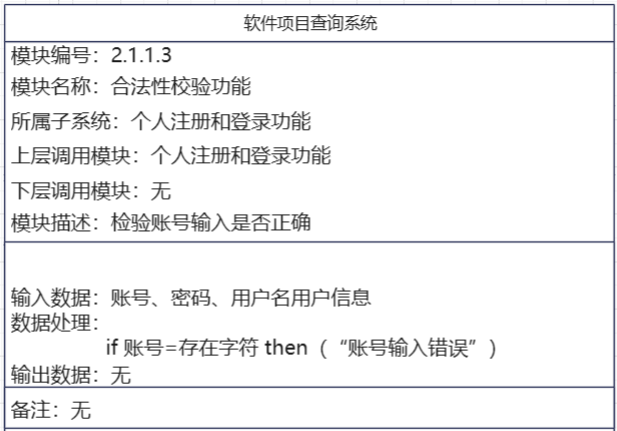 软件项目查询系统
模块编号：2.1.1.3
模块名称：合法性校验功能
所属子系统：个人注册和登录功能
上层调用模块：个人注册和登录功能
下层调用模块：无
模块描述：检验账号输入是否正确
输入数据：账号、密码、用户名用户信息
数据处理：
if 账号=存在字符 then（“账号输入错误”）
输出数据：无
备注：无